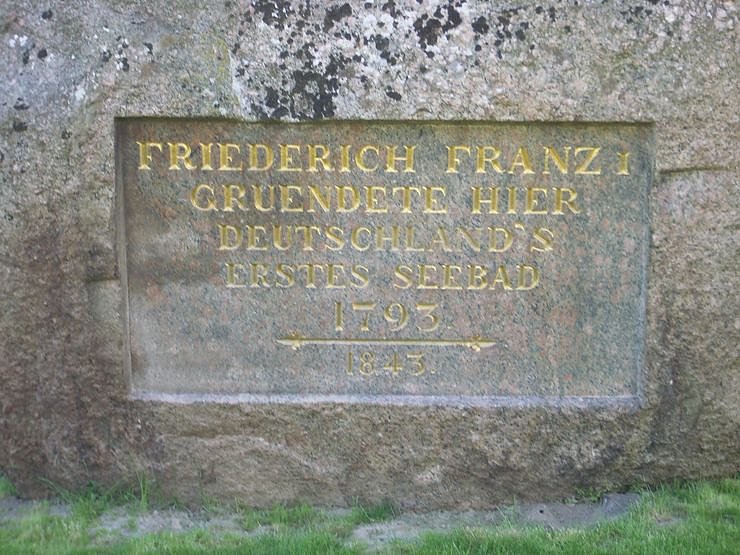 FRIEDERICH FRANZ I
GRUENDETE HIER
DEUTSCHLAND'S
ERSTES SEEBAD
1793.
1843.